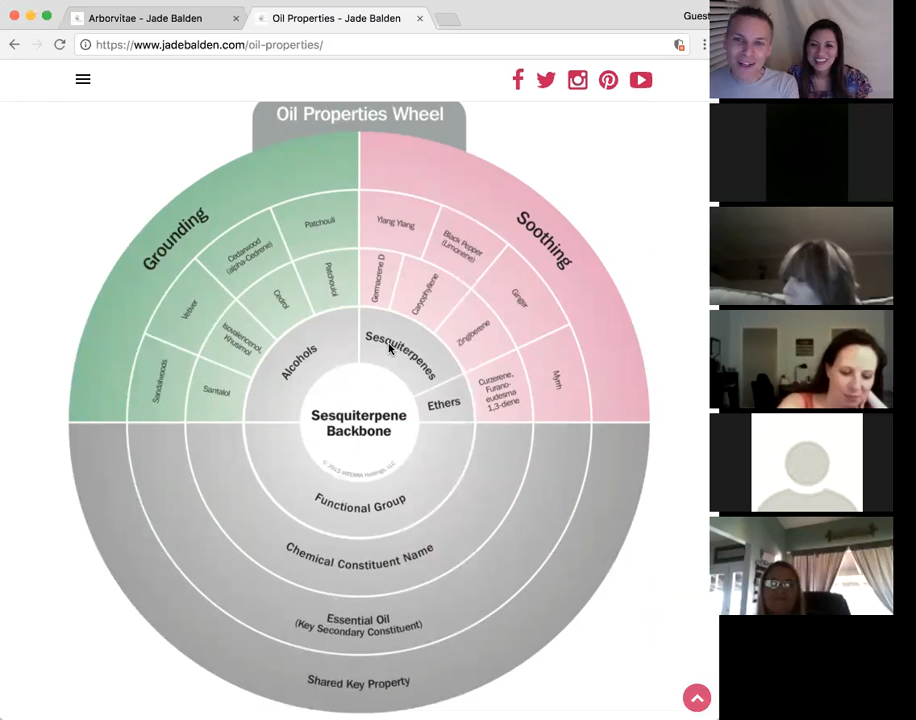 Arborvitae - Jade Balden
Oil Properties - Jade Balden
Guest
https://www.jadebalden.com/oil-properties/
Oil Properties Wheel
Grounding
Soothing
Sandalwoods
Vetiver
Cedarwood
(alpha-Cedrene)
Patchouli
Ylang Ylang
Black Pepper
(Limonene)
Ginger
Myrrh
Santalol
Isovalencenol,
Khusimol
Cedrol
Patchoulol
Germacrene D
Caryophyllene
Zingiberene
Curzerene,
Furano-
eudesma
1,3-diene
Alcohols
Sesquiterpenes
Ethers
Sesquiterpene
Backbone
Functional Group
Chemical Constituent Name
Essential Oil
(Key Secondary Constituent)
Shared Key Property